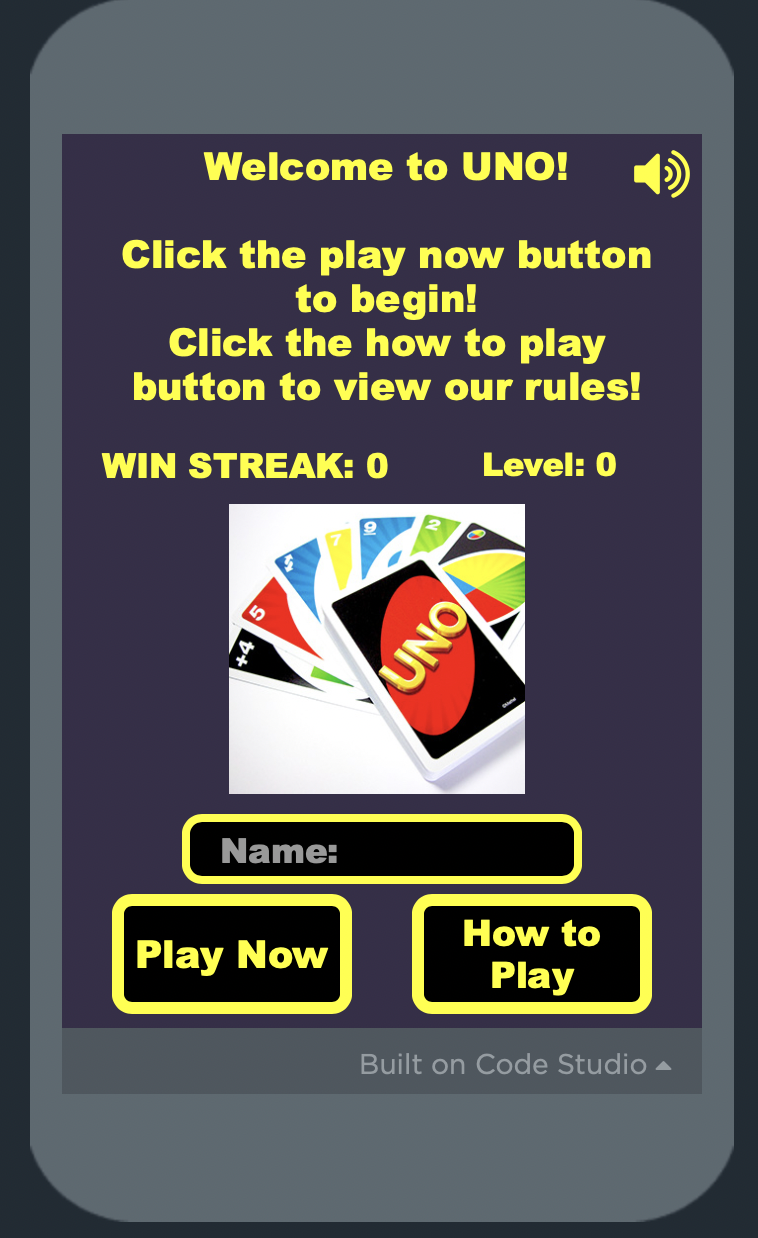 Welcome to UNO!
Click the play now button
to begin!
Click the how to play
button to view our rules!
WIN STREAK: 0
Level: 0
9
2
7
5
+4
UNO
Name:
Play Now
How to
Play
Built on Code Studio